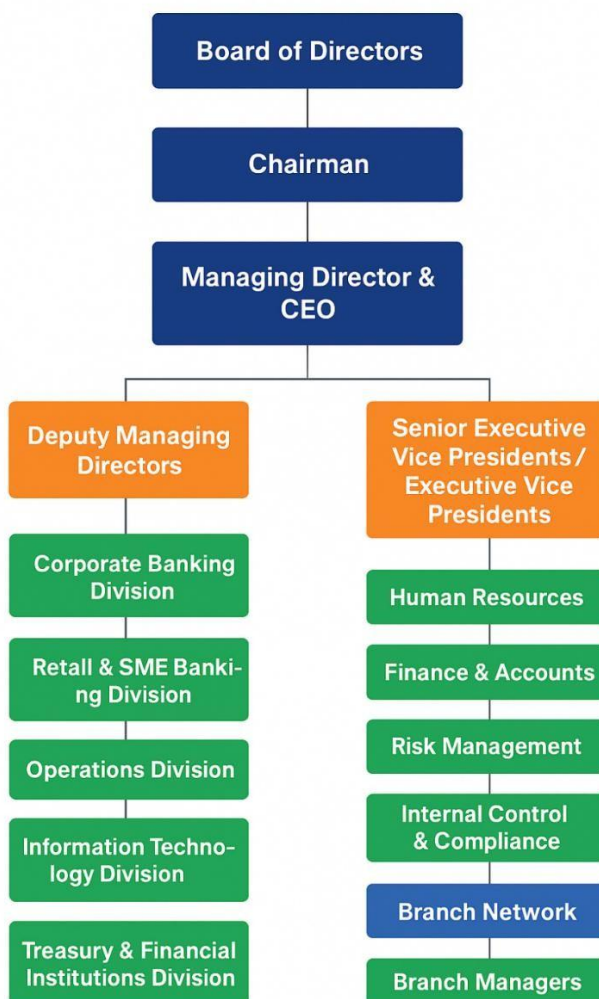 Board of Directors
Chairman
Managing Director &
CEO
Deputy Managing
Directors
Corporate Banking
Division
Retall & SME Banki-
ng Division
Operations Division
Information Techno-
logy Division
Treasury & Financial
Institutions Division
Senior Executive
Vice Presidents /
Executive Vice
Presidents
Human Resources
Finance & Accounts
Risk Management
Internal Control
& Compliance
Branch Network
Branch Managers